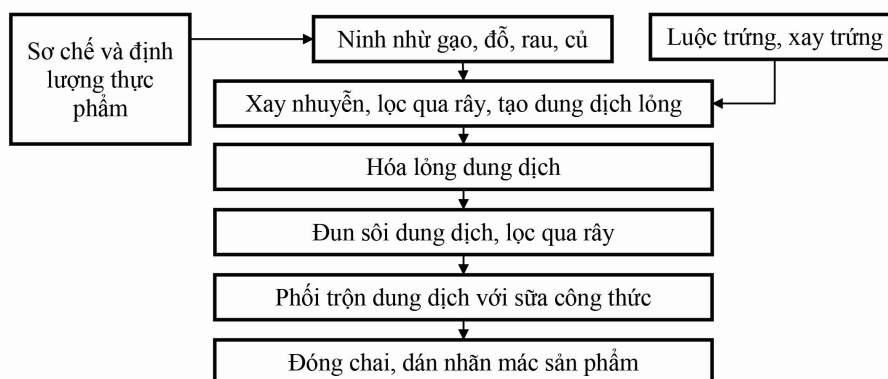 Sơ chế và định
lượng thực
phẩm
Ninh nhừ gạo, đỗ, rau, củ
Luộc trứng, xay trứng
Xay nhuyễn, lọc qua rây, tạo dung dịch lỏng
Hóa lỏng dung dịch
Đun sôi dung dịch, lọc qua rây
Phối trộn dung dịch với sữa công thức
Đóng chai, dán nhãn mác sản phẩm